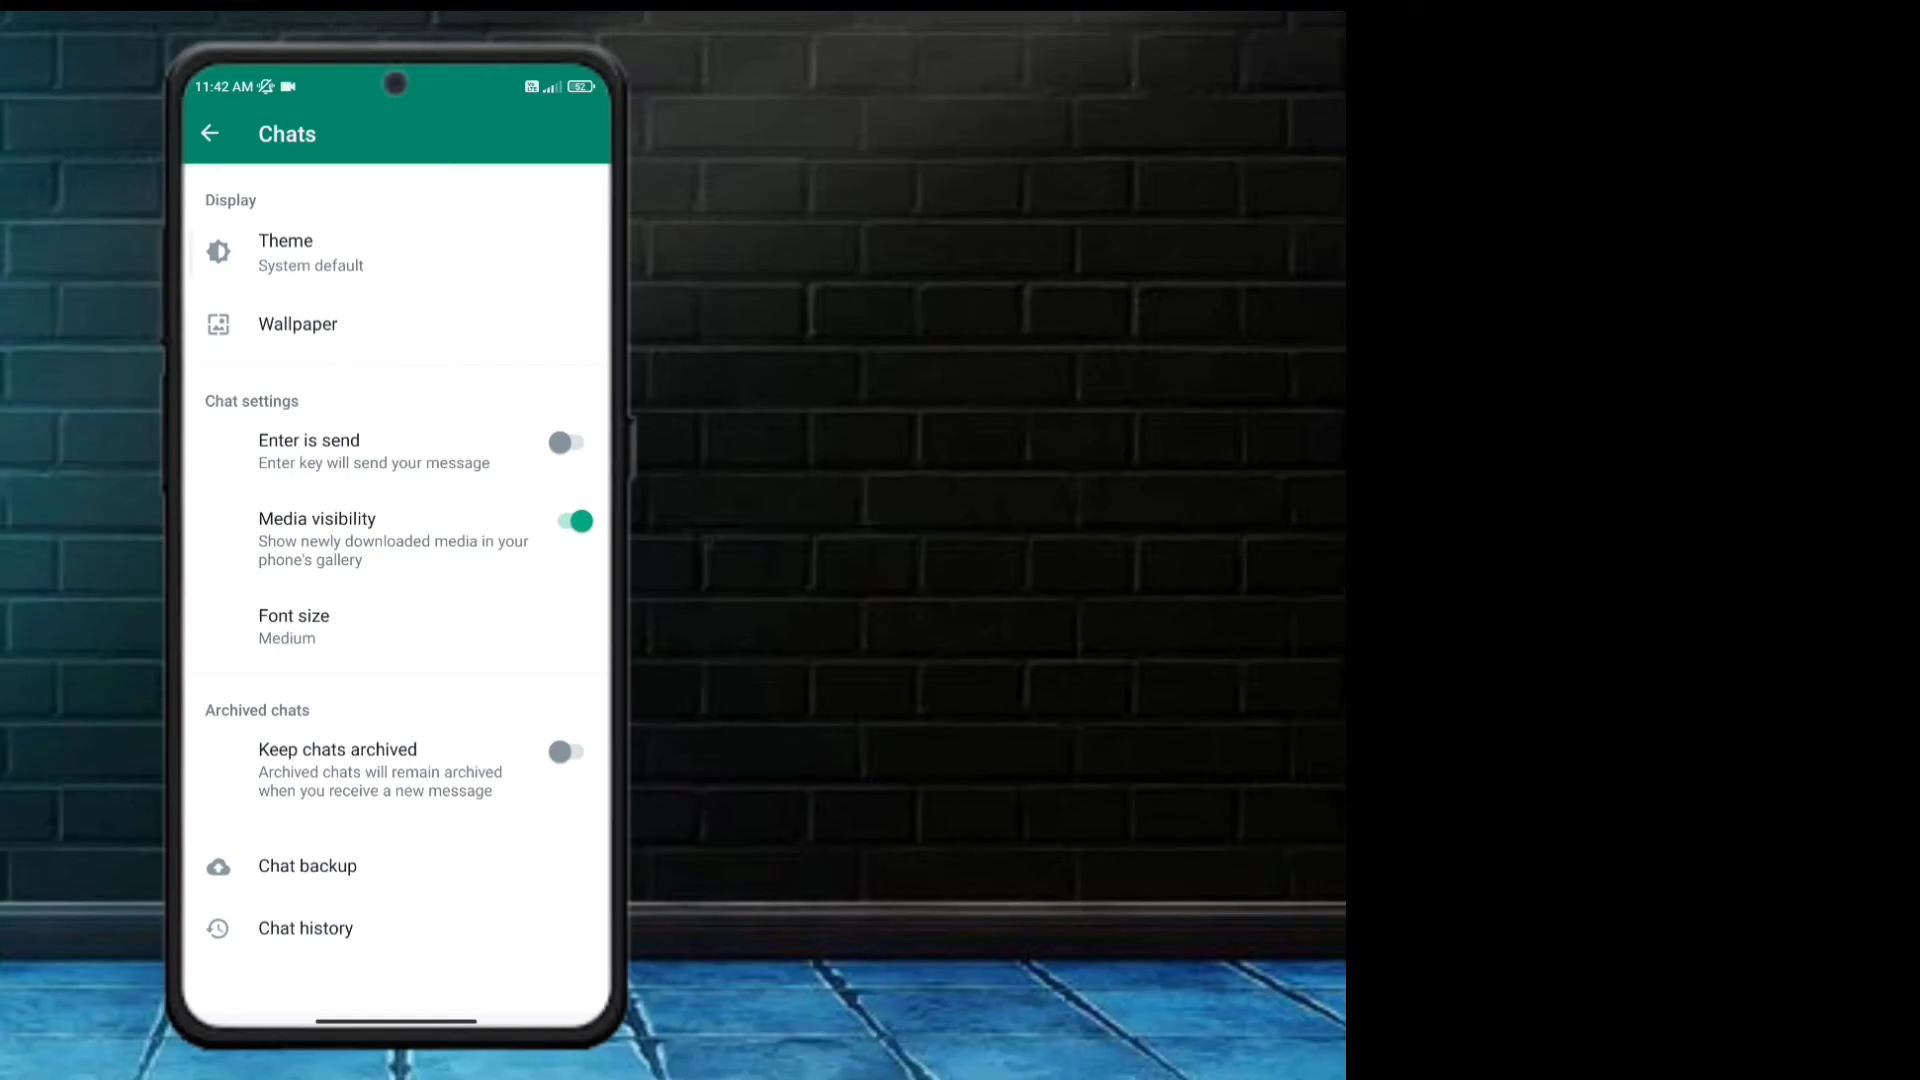 11:42 AM
52
Chats
Display
Theme
System default
Wallpaper
Chat settings
Enter is send
Enter key will send your message
Media visibility
Show newly downloaded media in your
phone's gallery
Font size
Medium
Archived chats
Keep chats archived
Archived chats will remain archived
when you receive a new message
Chat backup
Chat history